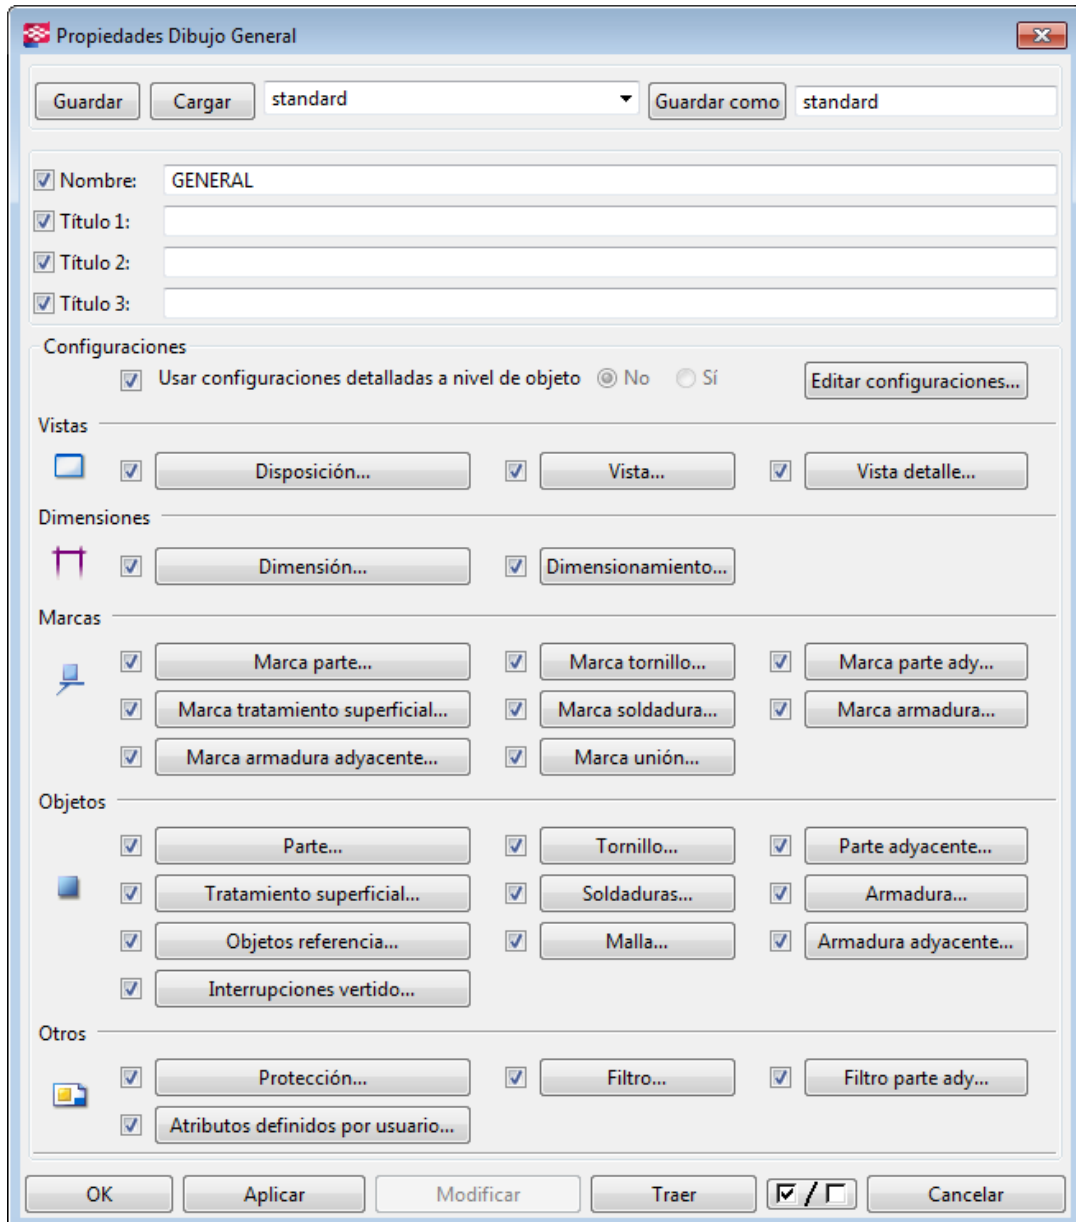 Propiedades Dibujo General
Guardar Cargar standard Guardar como standard
Nombre: GENERAL
Título 1:
Título 2:
Título 3:
Configuraciones
Usar configuraciones detalladas a nivel de objeto No Sí Editar configuraciones...
Vistas
Disposición... Vista... Vista detalle...
Dimensiones
Dimensión... Dimensionamiento...
Marcas
Marca parte... Marca tornillo... Marca parte ady...
Marca tratamiento superficial... Marca soldadura... Marca armadura...
Marca armadura adyacente... Marca unión...
Objetos
Parte... Tornillo... Parte adyacente...
Tratamiento superficial... Soldaduras... Armadura...
Objetos referencia... Malla... Armadura adyacente...
Interrupciones vertido...
Otros
Protección... Filtro... Filtro parte ady...
Atributos definidos por usuario...
OK Aplicar Modificar Traer / Cancelar